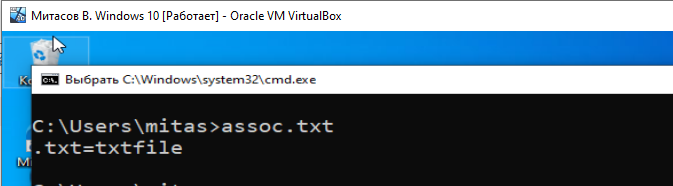 Митасов В. Windows 10 [Работает] - Oracle VM VirtualBox
Выбрать C:\Windows\system32\cmd.exe
C:\Users\mitas>assoc.txt
.txt=txtfile